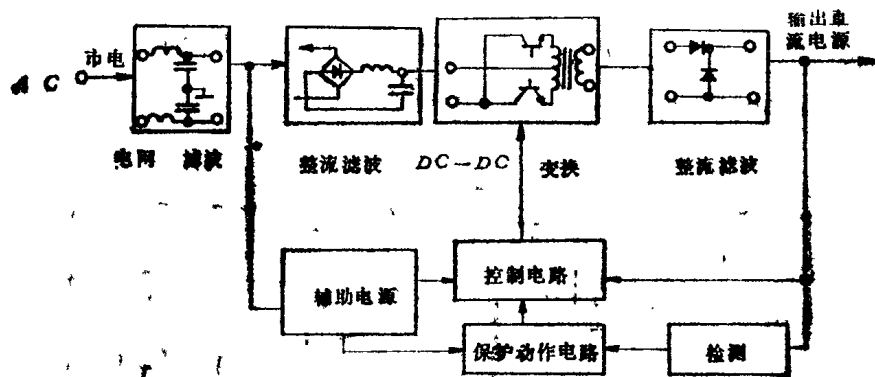 输出直
流电源
市电
AC
电网 滤波
整流滤波
DC—DC 变换
整流滤波
控制电路
辅助电源
保护动作电路
检测